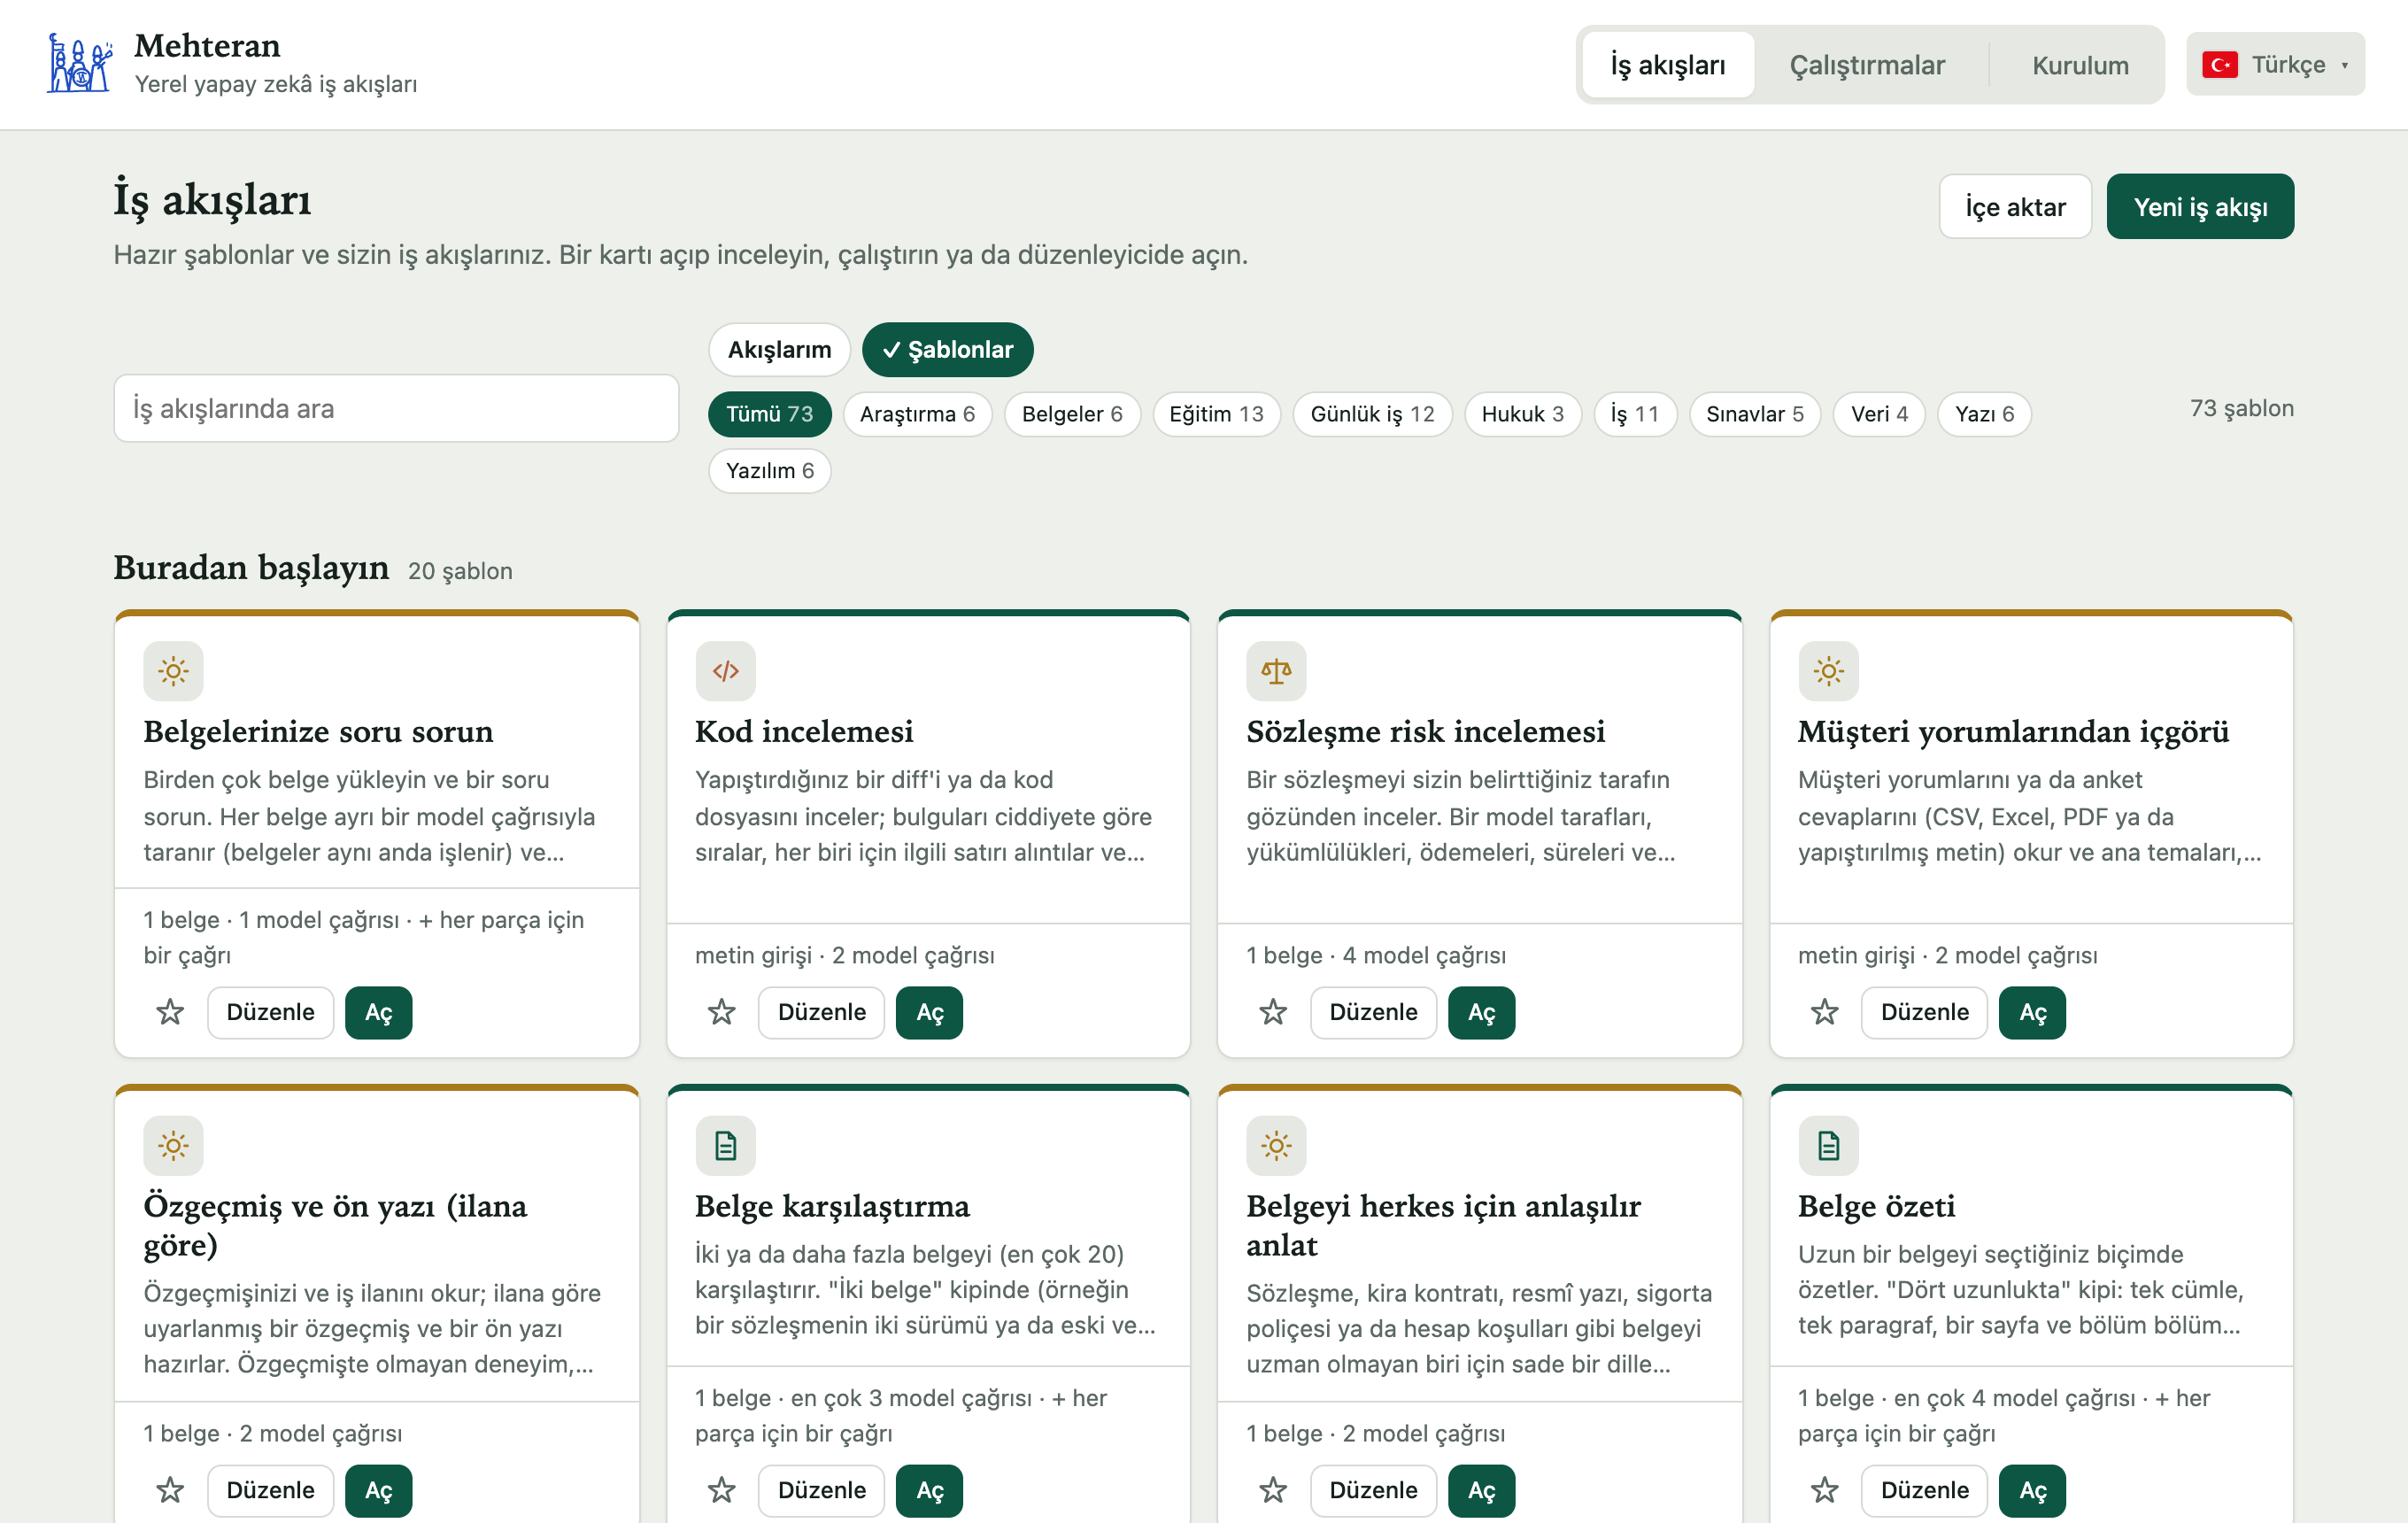 Mehteran
Yerel yapay zekâ iş akışları
İş akışları
Çalıştırmalar
Kurulum
Türkçe
İş akışları
Hazır şablonlar ve sizin iş akışlarınız. Bir kartı açıp inceleyin, çalıştırın ya da düzenleyicide açın.
İçe aktar
Yeni iş akışı
İş akışlarında ara
Akışlarım
✓ Şablonlar
Tümü 73
Araştırma 6
Belgeler 6
Eğitim 13
Günlük iş 12
Hukuk 3
İş 11
Sınavlar 5
Veri 4
Yazı 6
Yazılım 6
73 şablon
Buradan başlayın 20 şablon
Belgelerinize soru sorun
Birden çok belge yükleyin ve bir soru
sorun. Her belge ayrı bir model çağrısıyla
taranır (belgeler aynı anda işlenir) ve...
1 belge · 1 model çağrısı · + her parça için
bir çağrı
Düzenle
Aç
Kod incelemesi
Yapıştırdığınız bir diff'i ya da kod
dosyasını inceler; bulguları ciddiyete göre
sıralar, her biri için ilgili satırı alıntılar ve...
metin girişi · 2 model çağrısı
Düzenle
Aç
Sözleşme risk incelemesi
Bir sözleşmeyi sizin belirttiğiniz tarafın
gözünden inceler. Bir model tarafları,
yükümlülükleri, ödemeleri, süreleri ve...
1 belge · 4 model çağrısı
Düzenle
Aç
Müşteri yorumlarından içgörü
Müşteri yorumlarını ya da anket
cevaplarını (CSV, Excel, PDF ya da
yapıştırılmış metin) okur ve ana temaları,...
metin girişi · 2 model çağrısı
Düzenle
Aç
Özgeçmiş ve ön yazı (ilana
göre)
Özgeçmişinizi ve iş ilanını okur; ilana göre
uyarlanmış bir özgeçmiş ve bir ön yazı
hazırlar. Özgeçmişte olmayan deneyim,...
1 belge · 2 model çağrısı
Düzenle
Aç
Belge karşılaştırma
İki ya da daha fazla belgeyi (en çok 20)
karşılaştırır. "İki belge" kipinde (örneğin
bir sözleşmenin iki sürümü ya da eski ve...
1 belge · en çok 3 model çağrısı · + her
parça için bir çağrı
Düzenle
Aç
Belgeyi herkes için anlaşılır
anlat
Sözleşme, kira kontratı, resmî yazı, sigorta
poliçesi ya da hesap koşulları gibi belgeyi
uzman olmayan biri için sade bir dille...
1 belge · 2 model çağrısı
Düzenle
Aç
Belge özeti
Uzun bir belgeyi seçtiğiniz biçimde
özetler. "Dört uzunlukta" kipi: tek cümle,
tek paragraf, bir sayfa ve bölüm bölüm...
1 belge · en çok 4 model çağrısı · + her
parça için bir çağrı
Düzenle
Aç